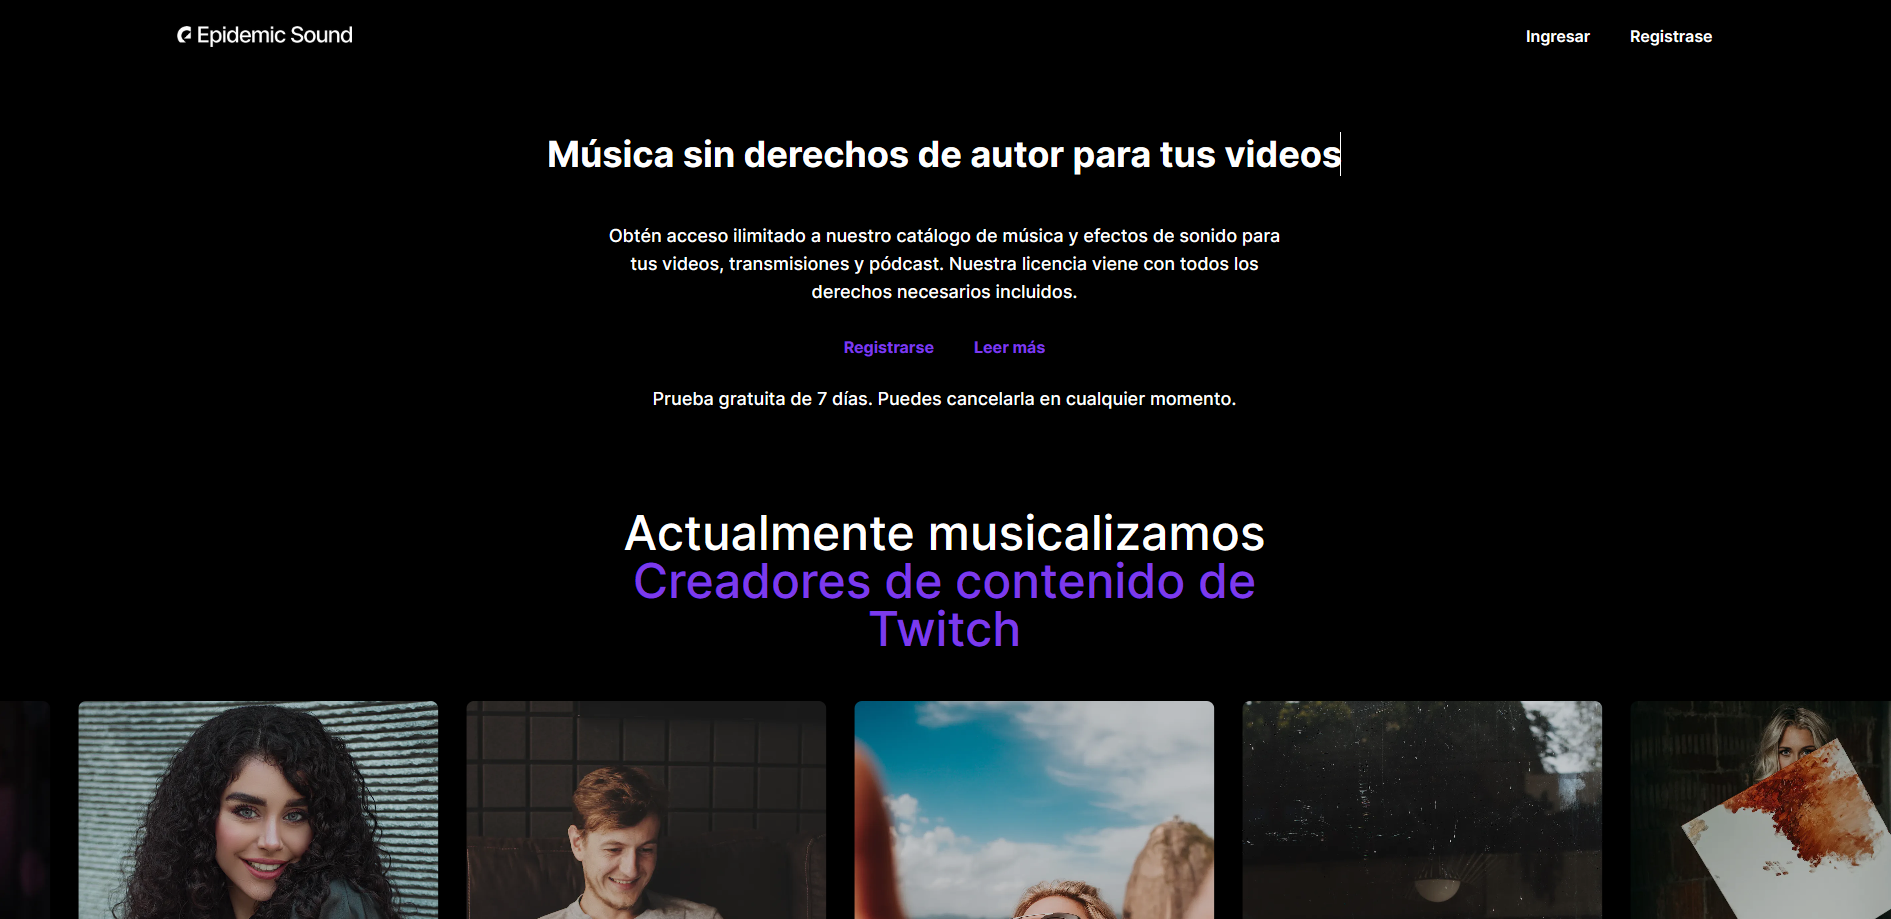 Epidemic Sound
Ingresar
Registrase
Música sin derechos de autor para tus videos
Obtén acceso ilimitado a nuestro catálogo de música y efectos de sonido para
tus videos, transmisiones y pódcast. Nuestra licencia viene con todos los
derechos necesarios incluidos.
Registrarse
Leer más
Prueba gratuita de 7 días. Puedes cancelarla en cualquier momento.
Actualmente musicalizamos
Creadores de contenido de
Twitch